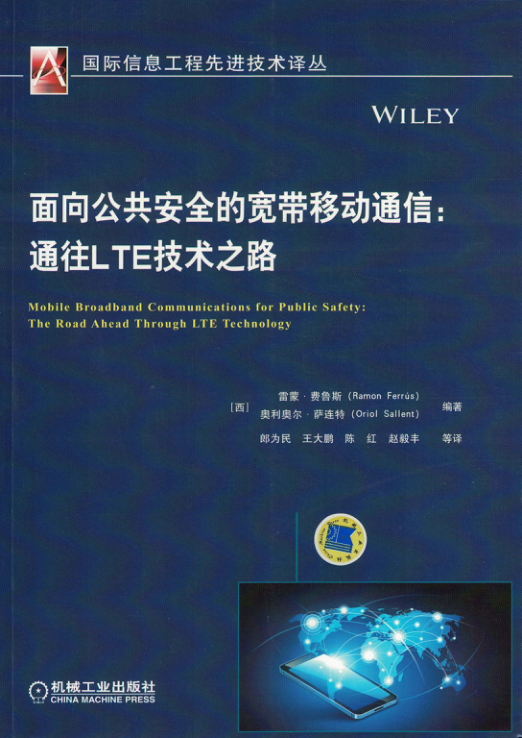 国际信息工程先进技术译丛
WILEY
面向公共安全的宽带移动通信：
通往LTE技术之路
Mobile Broadband Communications for Public Safety:
The Road Ahead Through LTE Technology
[西] 雷蒙·费鲁斯 (Ramon Ferrús)
奥利奥尔·萨连特 (Oriol Sallent) 编著
郎为民 王大鹏 陈 红 赵毅丰 等译
机械工业出版社
CHINA MACHINE PRESS